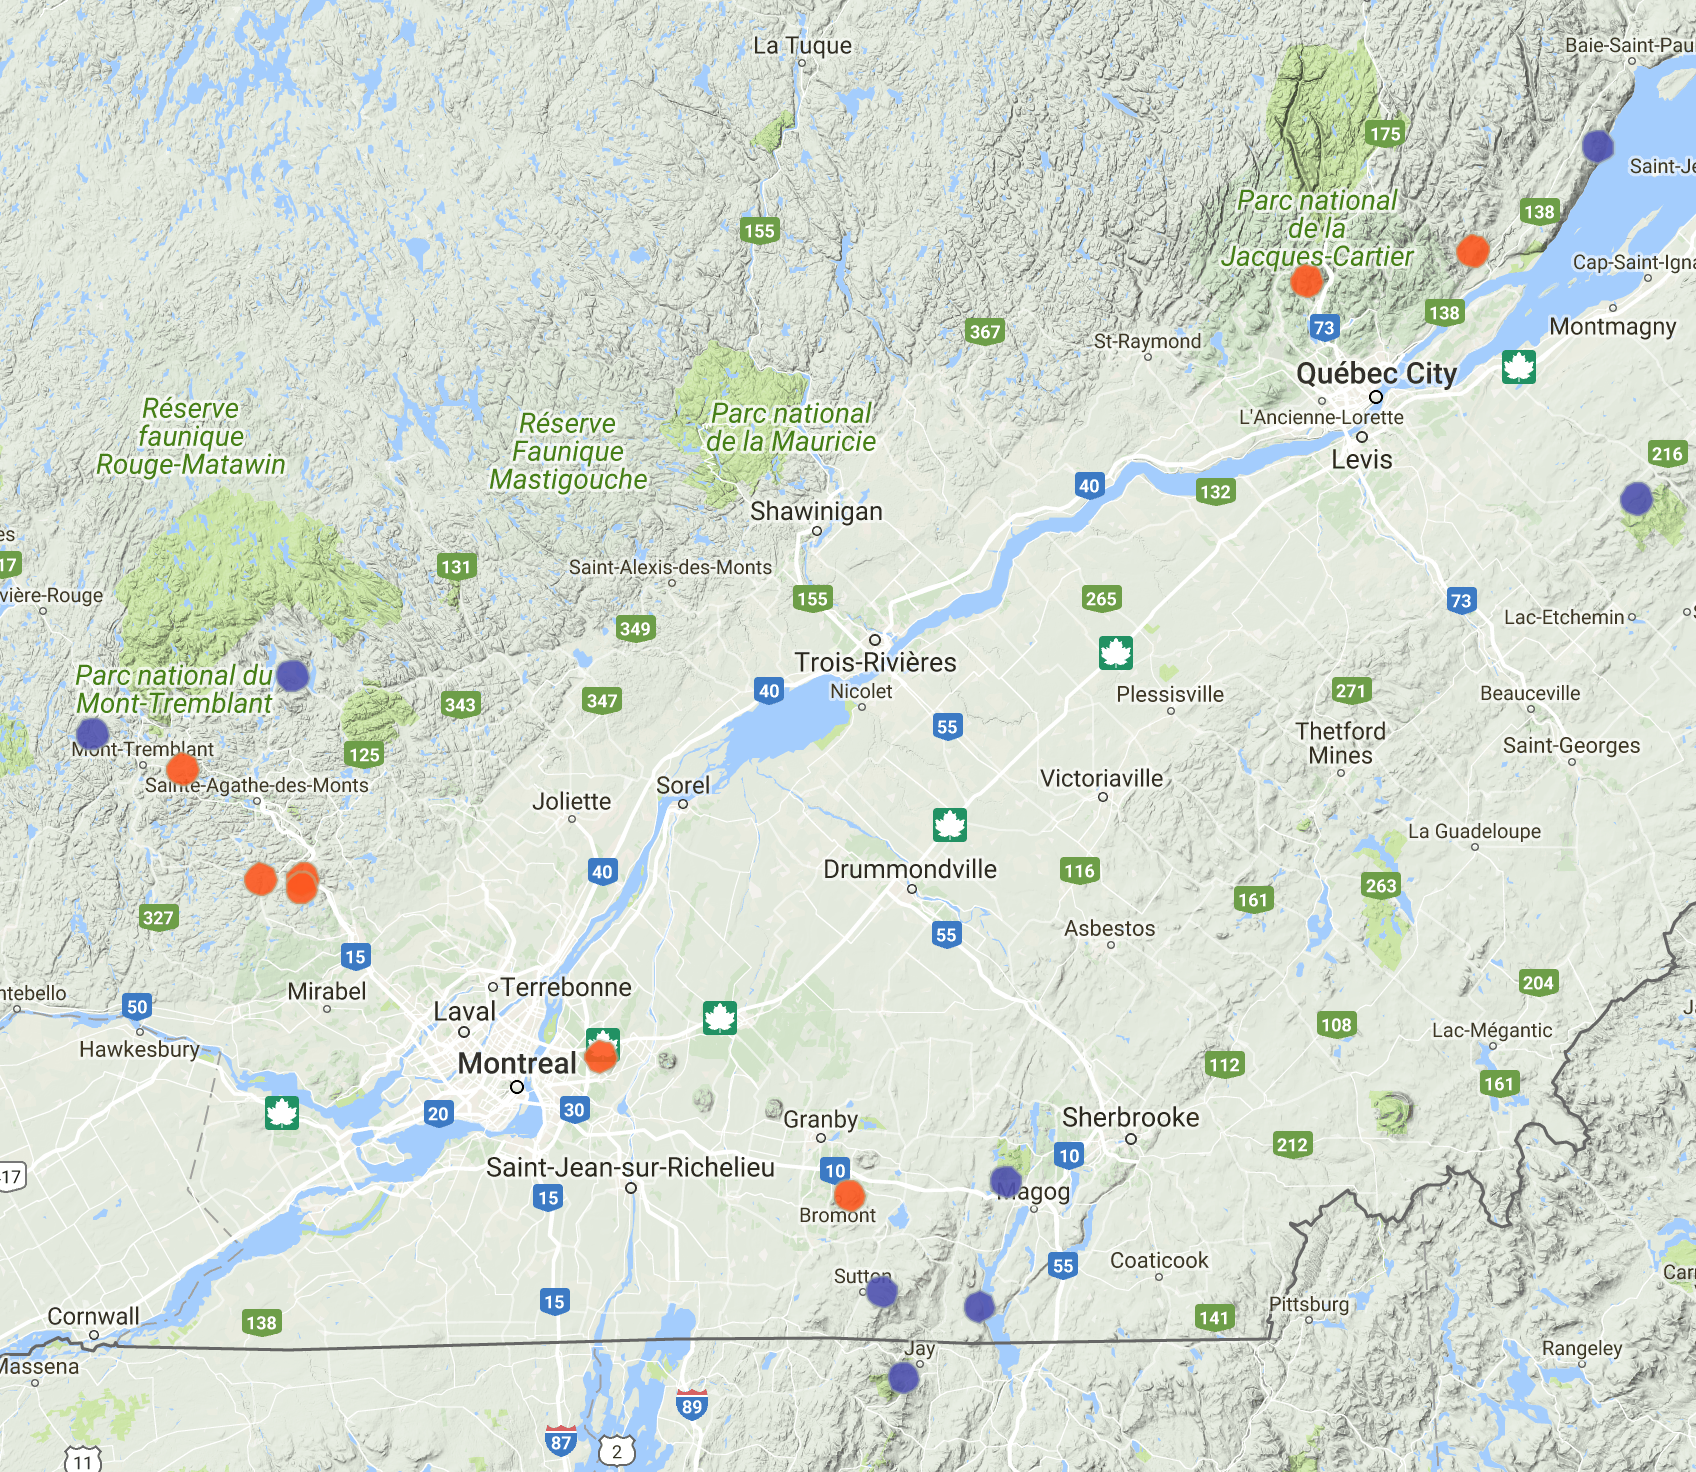 La Tuque
Baie-Saint-Pau
175
Saint-Je
Parc national
de la
Jacques-Cartier
138
155
Cap-Saint-Igna
138
73
367
St-Raymond
Montmagny
Québec City
L'Ancienne-Lorette
Levis
Réserve
faunique
Rouge-Matawin
Réserve
Faunique
Mastigouche
Parc national
de la Mauricie
216
40
132
Shawinigan
es
17
131
Saint-Alexis-des-Monts
vière-Rouge
155
265
73
Lac-Etchemin
S
349
Trois-Rivières
Parc national du
Mont-Tremblant
343
347
40
Nicolet
Plessisville
271
Beauceville
55
Mont-Tremblant
125
Thetford
Mines
Saint-Georges
Sainte-Agathe-des-Monts
Sorel
Victoriaville
Joliette
La Guadeloupe
40
Drummondville
116
161
263
327
Asbestos
55
15
ntebello
Mirabel
Terrebonne
204
50
Laval
108
Lac-Mégantic
J
Hawkesbury
Montreal
112
161
20
30
Granby
Sherbrooke
212
17
Saint-Jean-sur-Richelieu
10
10
Magog
15
Bromont
55
Coaticook
Sutton
Car
15
Cornwall
138
141
Pittsburg
Massena
Jay
Rangeley
89
87
2
11